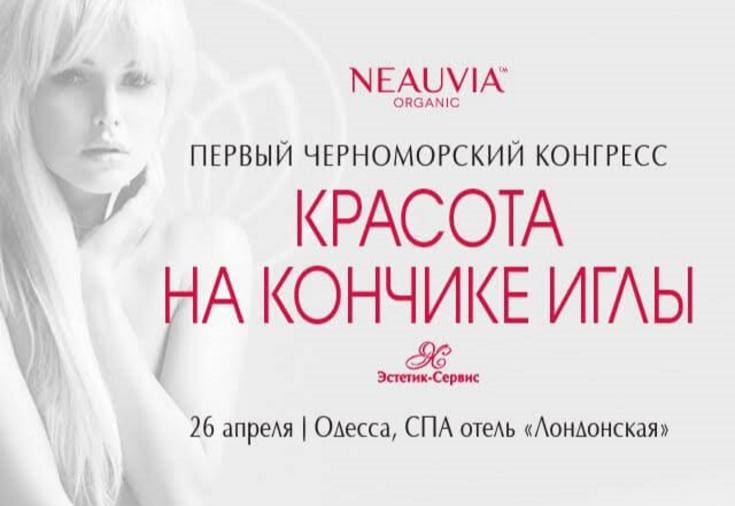 NEAUVIA™
ORGANIC
ПЕРВЫЙ ЧЕРНОМОРСКИЙ КОНГРЕСС
КРАСОТА
НА КОНЧИКЕ ИГЛЫ
Эстетик-Сервис
26 апреля | Одесса, СПА отель «Лондонская»